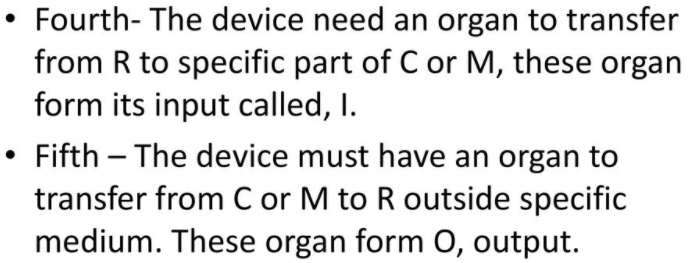 • Fourth- The device need an organ to transfer
from R to specific part of C or M, these organ
form its input called, I.
• Fifth – The device must have an organ to
transfer from C or M to R outside specific
medium. These organ form O, output.